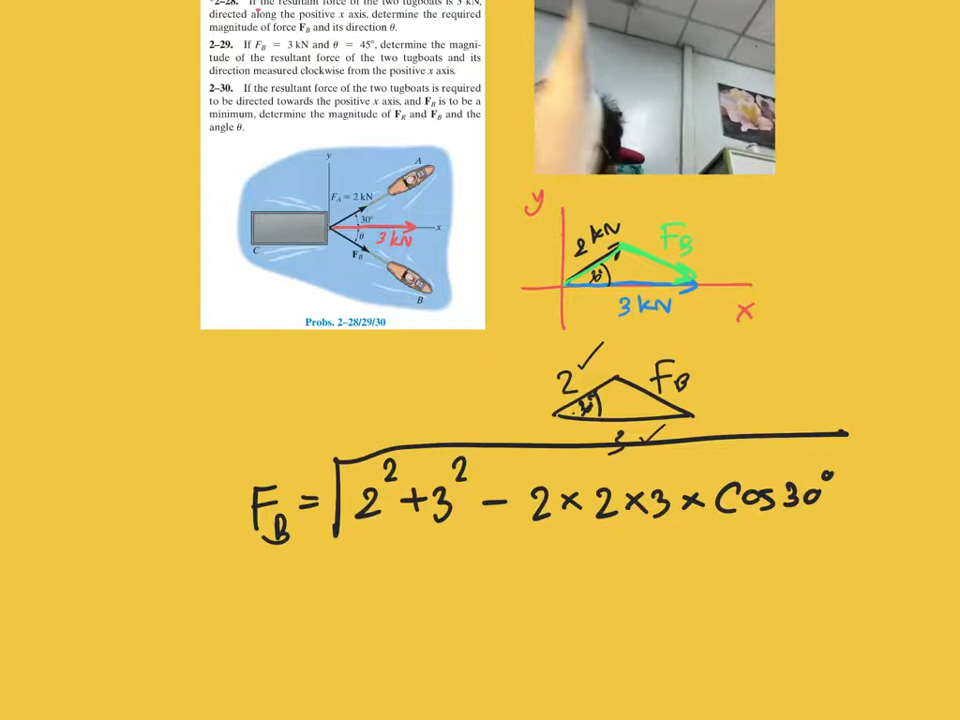 *2–28. If the resultant force of the two tugboats is 3 kN,
directed along the positive x axis, determine the required
magnitude of force F_B and its direction θ.
2–29. If F_B = 3 kN and θ = 45°, determine the magni-
tude of the resultant force of the two tugboats and its
direction measured clockwise from the positive x axis.
2–30. If the resultant force of the two tugboats is required
to be directed towards the positive x axis, and F_B is to be a
minimum, determine the magnitude of F_R and F_B and the
angle θ.
y
A
F_A = 2 kN
30°
x
3 kN
θ
C
F_B
B
Probs. 2–28/29/30
y
2 kN
F_B
30°
3 kN
x
2 ✓
F_B
30°
3 ✓
F_B = √2² + 3² − 2 × 2 × 3 × Cos 30°